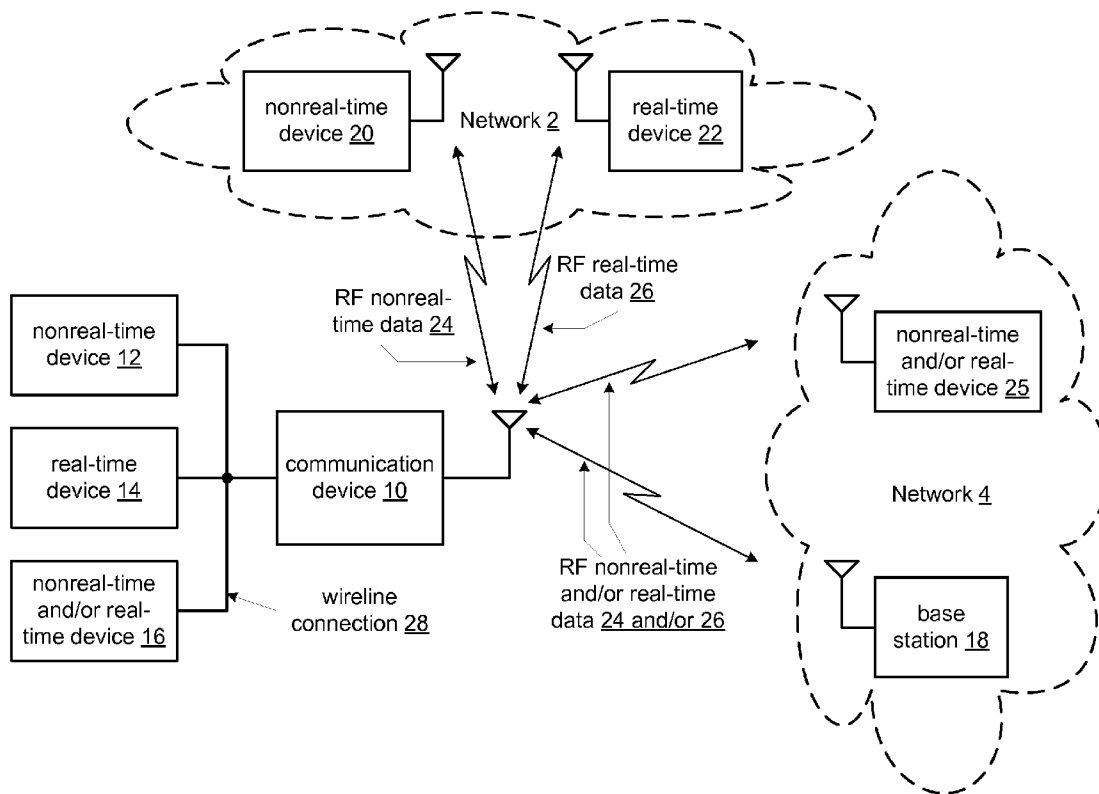 nonreal-time
device 20
Network 2
real-time
device 22
RF nonreal-
time data 24
RF real-time
data 26
nonreal-time
device 12
real-time
device 14
nonreal-time
and/or real-
time device 16
communication
device 10
wireline
connection 28
RF nonreal-time
and/or real-time
data 24 and/or 26
nonreal-time
and/or real-
time device 25
Network 4
base
station 18